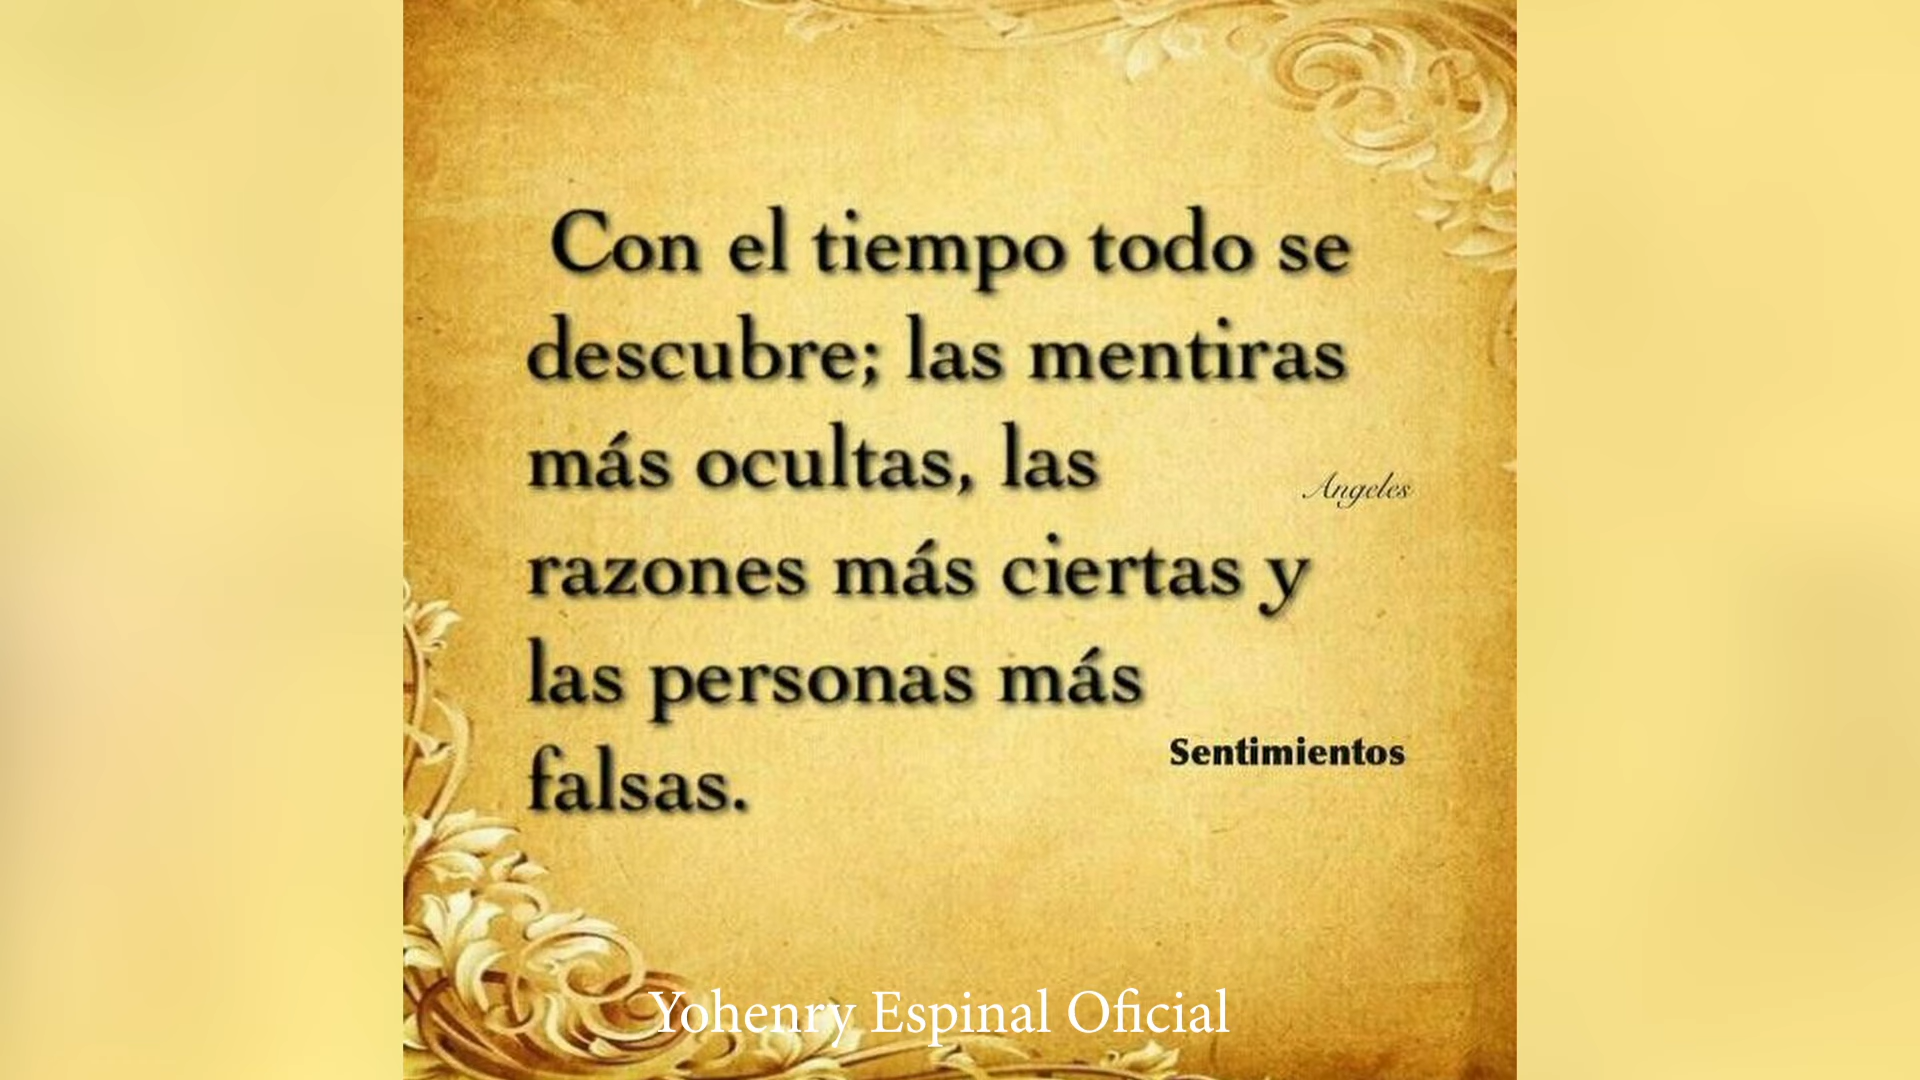 Con el tiempo todo se
descubre; las mentiras
más ocultas, las
Angeles
razones más ciertas y
las personas más
Sentimientos
falsas.
Yohenry Espinal Oficial